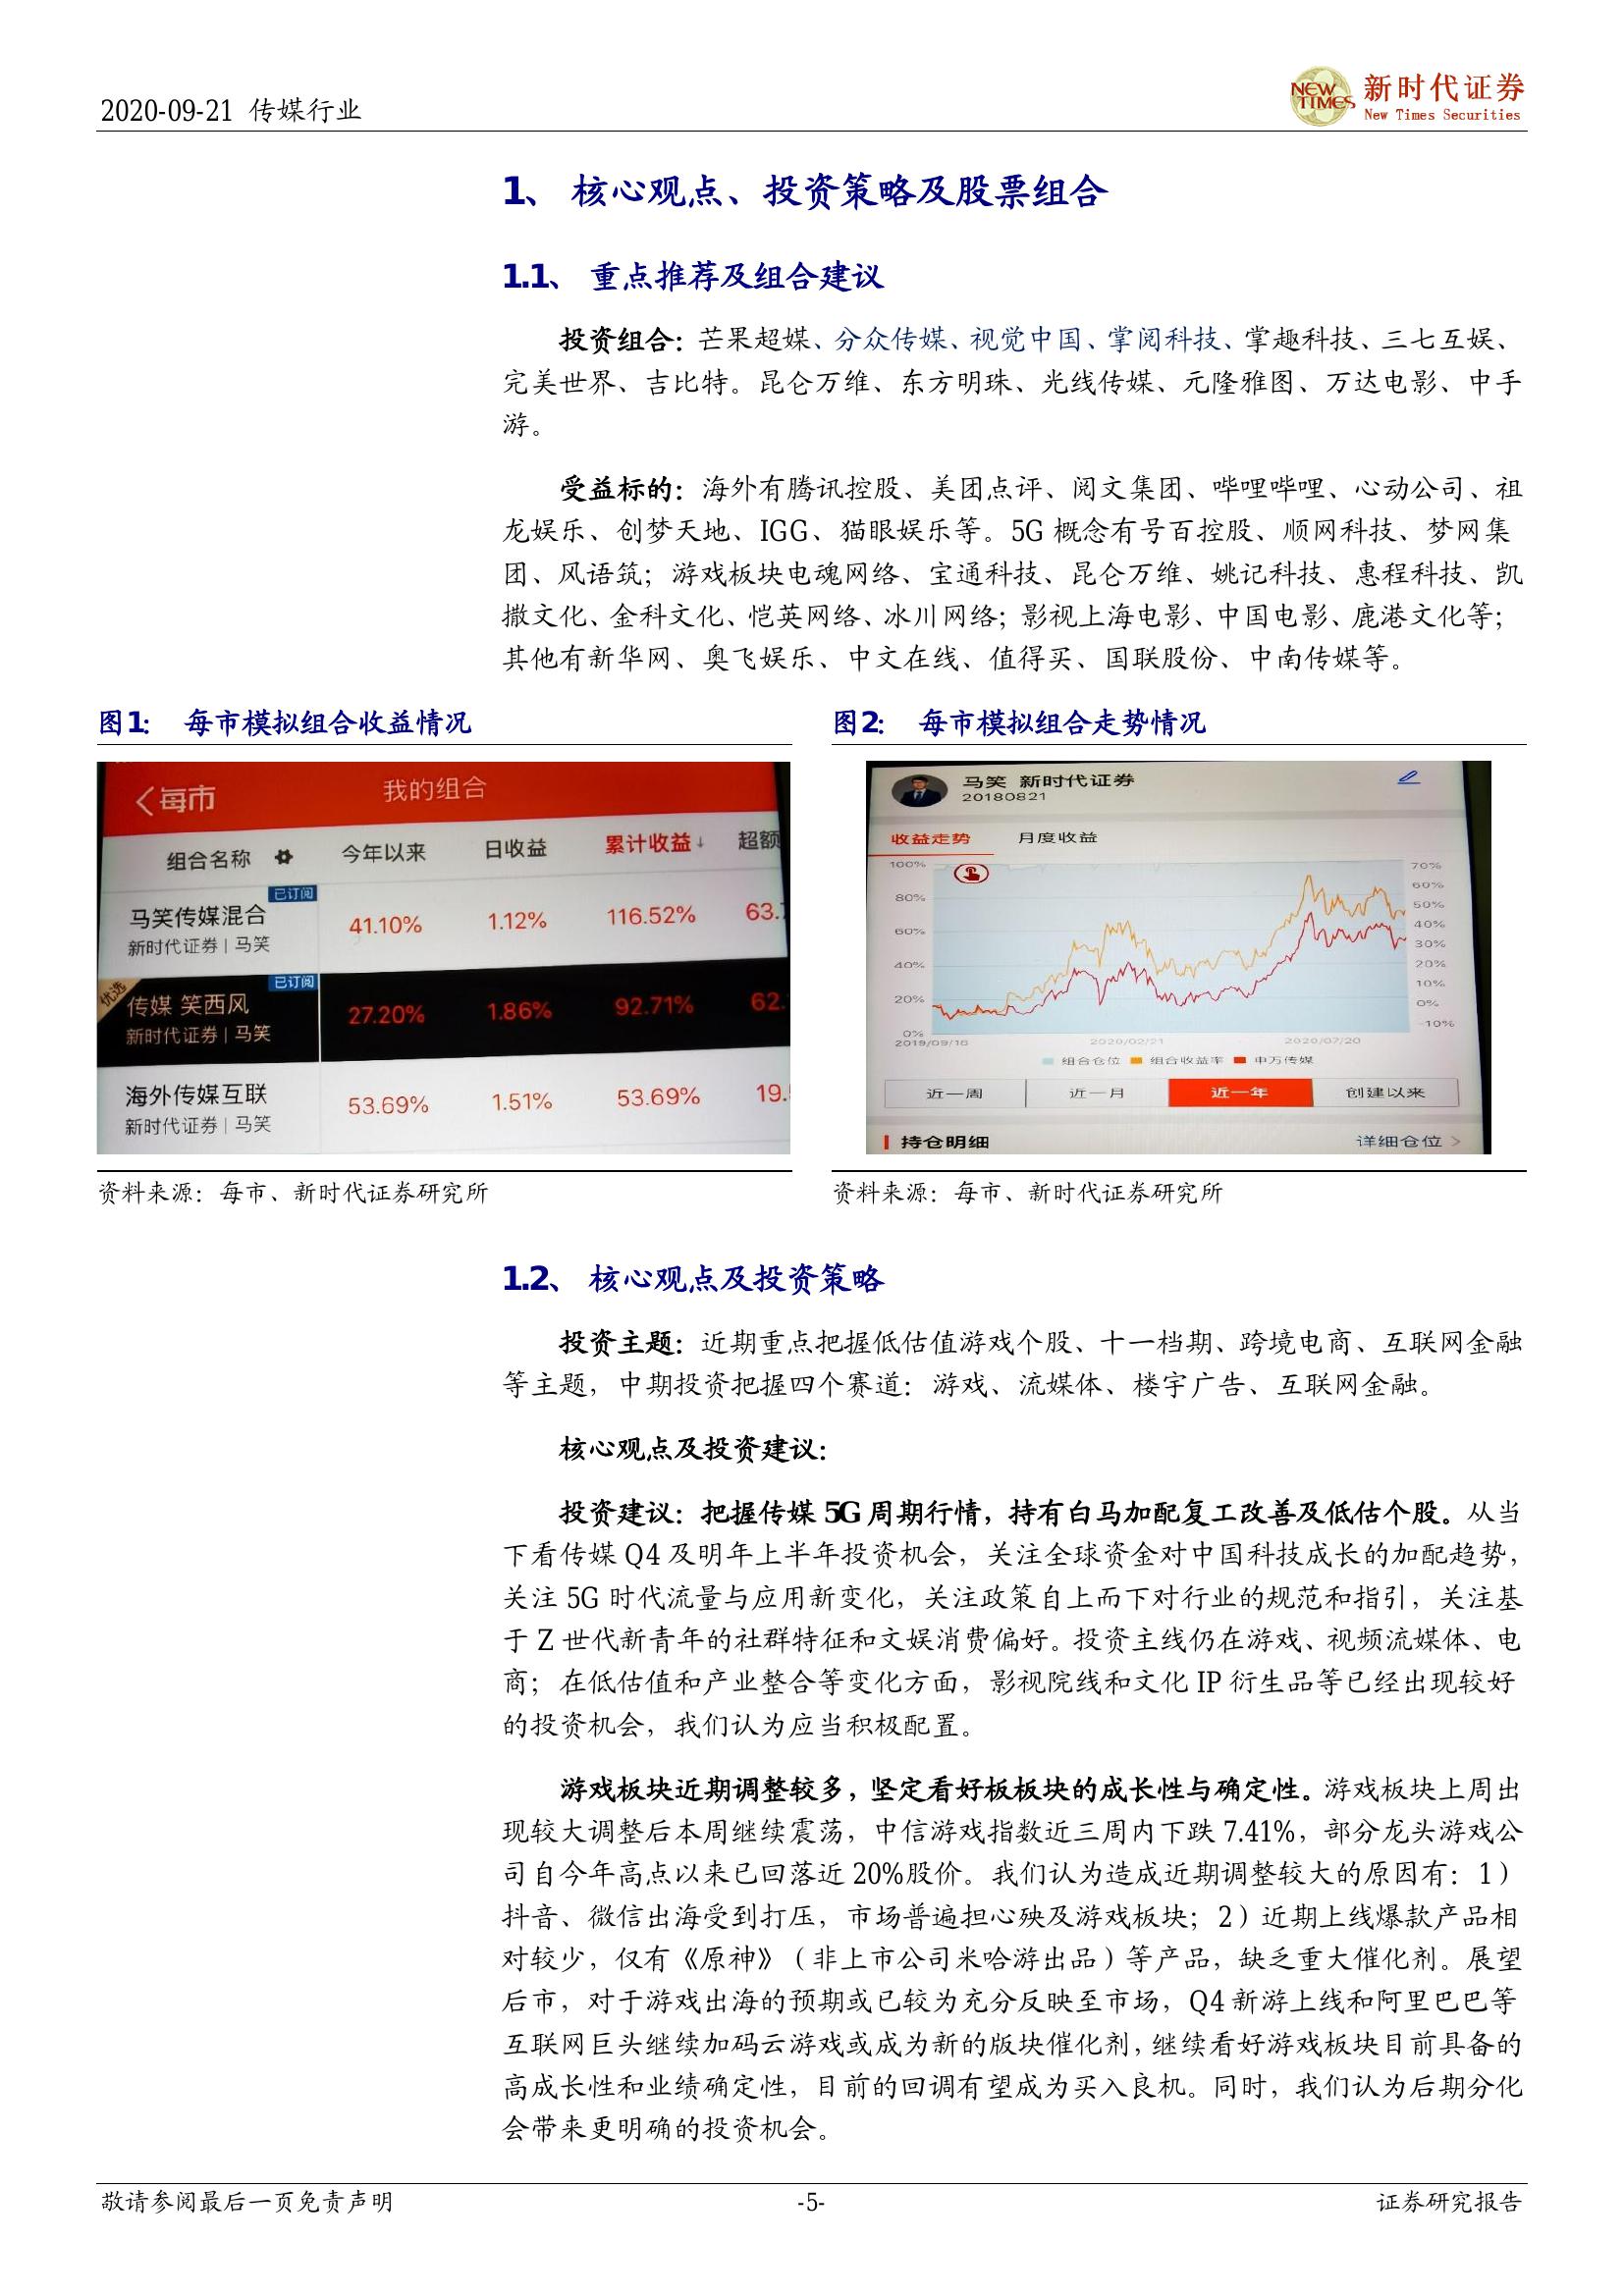 2020-09-21 传媒行业
NEW TIMES
新时代证券
New Times Securities
1、 核心观点、投资策略及股票组合
1.1、 重点推荐及组合建议
投资组合：芒果超媒、分众传媒、视觉中国、掌阅科技、掌趣科技、三七互娱、
完美世界、吉比特。昆仑万维、东方明珠、光线传媒、元隆雅图、万达电影、中手
游。
受益标的：海外有腾讯控股、美团点评、阅文集团、哔哩哔哩、心动公司、祖
龙娱乐、创梦天地、IGG、猫眼娱乐等。5G 概念有号百控股、顺网科技、梦网集
团、风语筑；游戏板块电魂网络、宝通科技、昆仑万维、姚记科技、惠程科技、凯
撒文化、金科文化、恺英网络、冰川网络；影视上海电影、中国电影、鹿港文化等；
其他有新华网、奥飞娱乐、中文在线、值得买、国联股份、中南传媒等。
图1： 每市模拟组合收益情况
每市 我的组合
组合名称 今年以来 日收益 累计收益↓ 超额
已订阅
马笑传媒混合 41.10% 1.12% 116.52% 63.
新时代证券 | 马笑
已订阅
优选
传媒 笑西风 27.20% 1.86% 92.71% 62.
新时代证券 | 马笑
海外传媒互联 53.69% 1.51% 53.69% 19.
新时代证券 | 马笑
资料来源：每市、新时代证券研究所
图2： 每市模拟组合走势情况
马笑 新时代证券
20180821
收益走势 月度收益
100% 70%
60%
80%
50%
60% 40%
30%
40% 20%
10%
20% 0%
-10%
0%
2019/09/16 2020/02/21 2020/07/20
组合仓位 组合收益率 申万传媒
近一周 近一月 近一年 创建以来
持仓明细 详细仓位 >
资料来源：每市、新时代证券研究所
1.2、 核心观点及投资策略
投资主题：近期重点把握低估值游戏个股、十一档期、跨境电商、互联网金融
等主题，中期投资把握四个赛道：游戏、流媒体、楼宇广告、互联网金融。
核心观点及投资建议：
投资建议：把握传媒 5G 周期行情，持有白马加配复工改善及低估个股。从当
下看传媒 Q4 及明年上半年投资机会，关注全球资金对中国科技成长的加配趋势，
关注 5G 时代流量与应用新变化，关注政策自上而下对行业的规范和指引，关注基
于 Z 世代新青年的社群特征和文娱消费偏好。投资主线仍在游戏、视频流媒体、电
商；在低估值和产业整合等变化方面，影视院线和文化 IP 衍生品等已经出现较好
的投资机会，我们认为应当积极配置。
游戏板块近期调整较多，坚定看好板板块的成长性与确定性。游戏板块上周出
现较大调整后本周继续震荡，中信游戏指数近三周内下跌 7.41%，部分龙头游戏公
司自今年高点以来已回落近 20%股价。我们认为造成近期调整较大的原因有：1）
抖音、微信出海受到打压，市场普遍担心殃及游戏板块；2）近期上线爆款产品相
对较少，仅有《原神》（非上市公司米哈游出品）等产品，缺乏重大催化剂。展望
后市，对于游戏出海的预期或已较为充分反映至市场，Q4 新游上线和阿里巴巴等
互联网巨头继续加码云游戏或成为新的版块催化剂，继续看好游戏板块目前具备的
高成长性和业绩确定性，目前的回调有望成为买入良机。同时，我们认为后期分化
会带来更明确的投资机会。
敬请参阅最后一页免责声明 -5- 证券研究报告